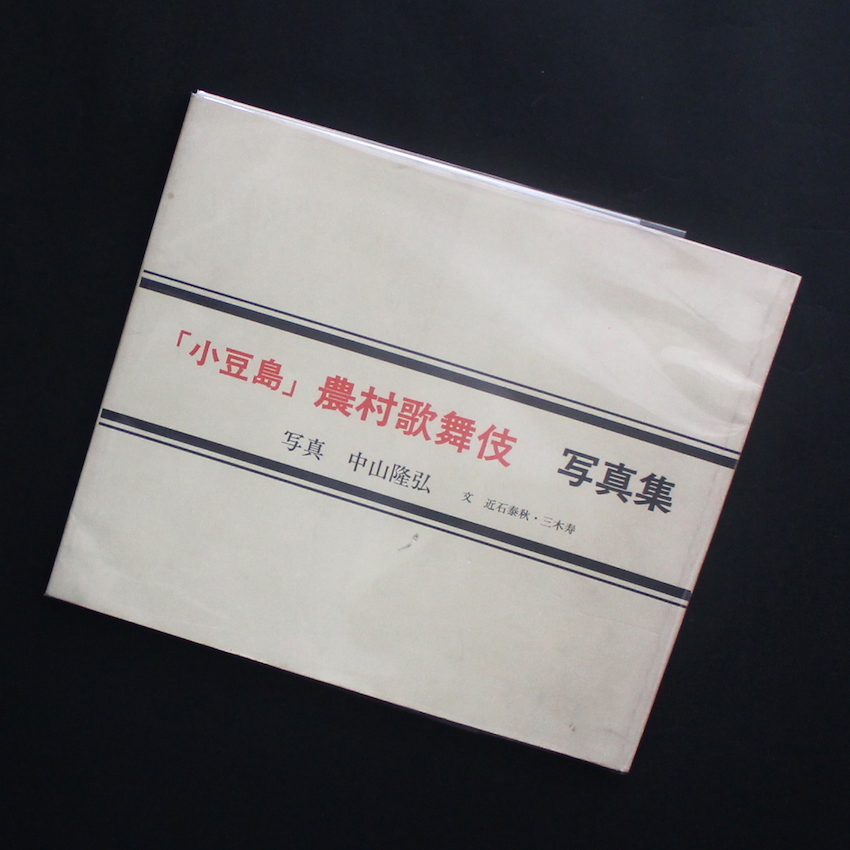 「小豆島」農村歌舞伎　写真集
写真　中山隆弘　文　近石泰秋・三木寿